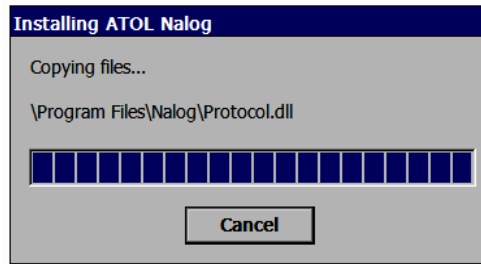 Installing ATOL Nalog
Copying files...
\Program Files\Nalog\Protocol.dll
Cancel